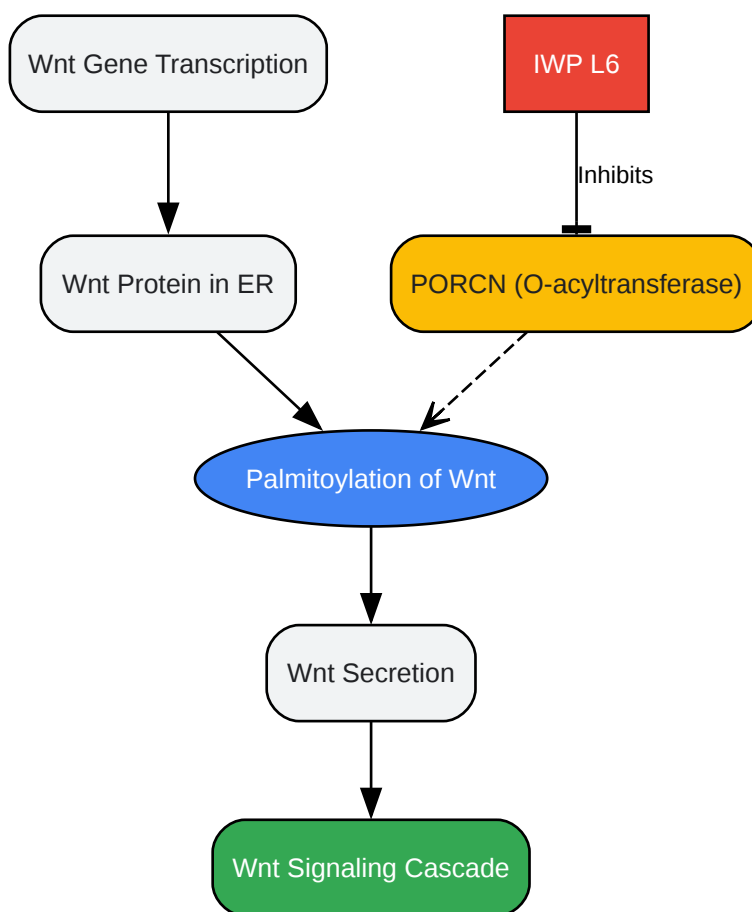 Wnt Gene Transcription
IWP L6
Inhibits
Wnt Protein in ER
PORCN (O-acyltransferase)
Palmitoylation of Wnt
Wnt Secretion
Wnt Signaling Cascade